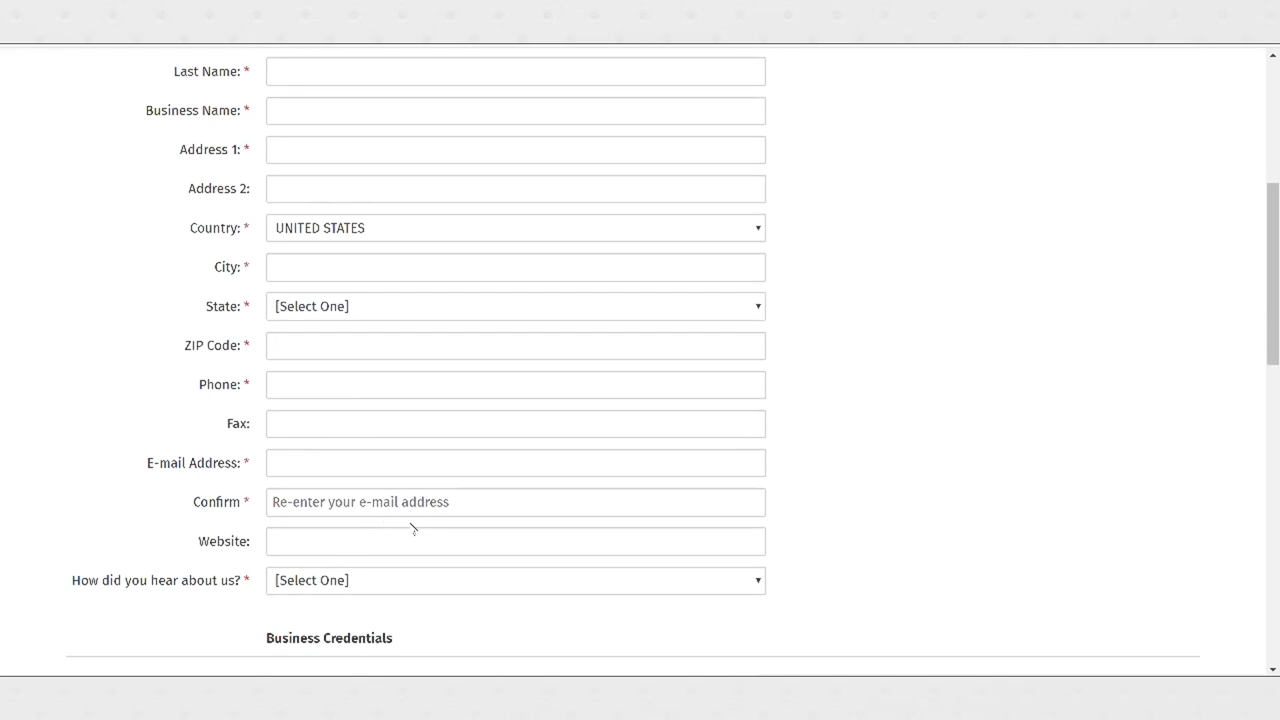 Last Name: *
Business Name: *
Address 1: *
Address 2:
Country: * UNITED STATES
City: *
State: * [Select One]
ZIP Code: *
Phone: *
Fax:
E-mail Address: *
Confirm * Re-enter your e-mail address
Website:
How did you hear about us? * [Select One]
Business Credentials